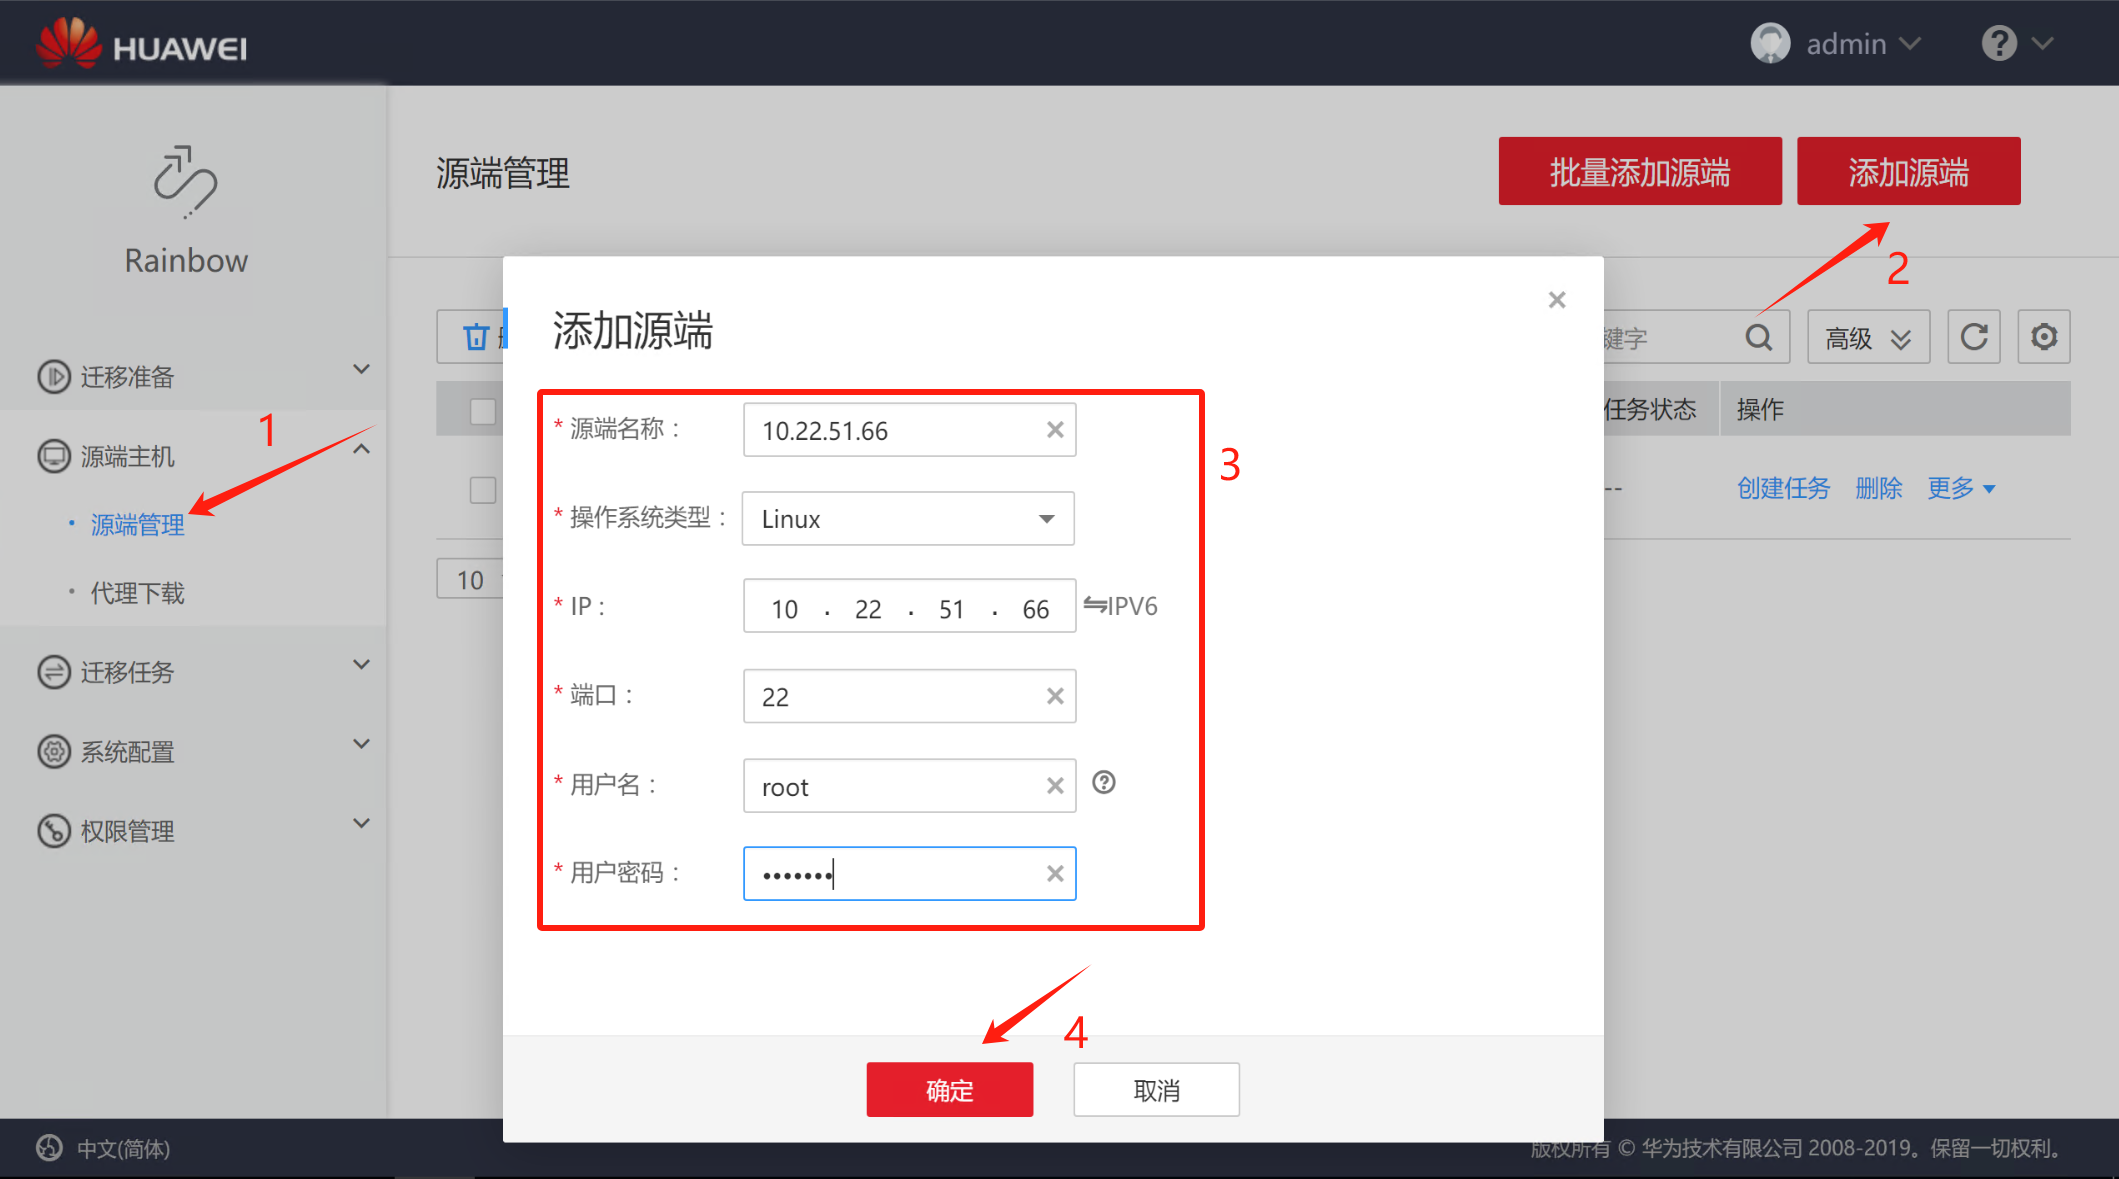 HUAWEI
admin
Rainbow
迁移准备
源端主机
1
源端管理
代理下载
迁移任务
系统配置
权限管理
源端管理
批量添加源端
添加源端
2
键字
高级
任务状态
操作
--
创建任务
删除
更多
10
添加源端
3
* 源端名称：
10.22.51.66
* 操作系统类型：
Linux
* IP：
10 . 22 . 51 . 66
IPV6
* 端口：
22
* 用户名：
root
* 用户密码：
•••••••
4
确定
取消
中文(简体)
版权所有 © 华为技术有限公司 2008-2019。保留一切权利。